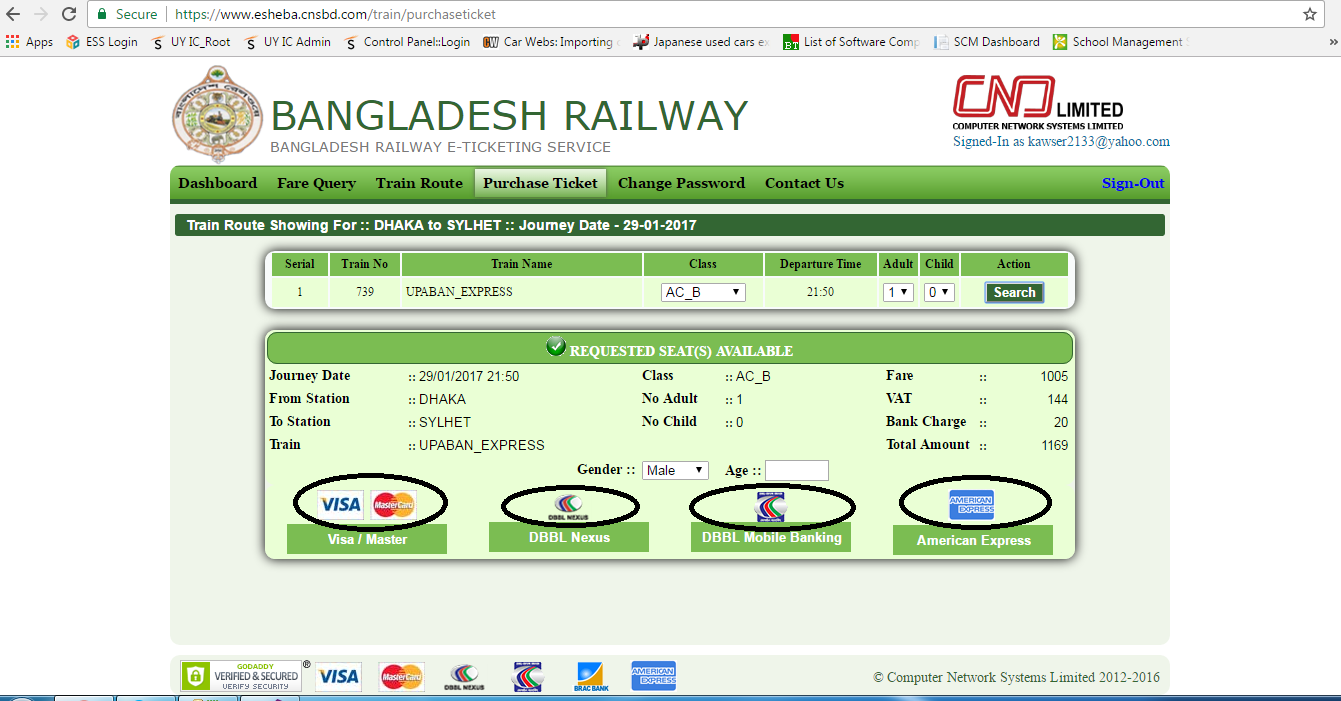 Secure https://www.esheba.cnsbd.com/train/purchaseticket
Apps ESS Login UY IC_Root UY IC Admin Control Panel::Login Car Webs: Importing Japanese used cars ex List of Software Comp SCM Dashboard School Management »
BANGLADESH RAILWAY
BANGLADESH RAILWAY E-TICKETING SERVICE
LIMITED
COMPUTER NETWORK SYSTEMS LIMITED
Signed-In as kawser2133@yahoo.com
Dashboard Fare Query Train Route Purchase Ticket Change Password Contact Us Sign-Out
Train Route Showing For :: DHAKA to SYLHET :: Journey Date - 29-01-2017
Serial Train No Train Name Class Departure Time Adult Child Action
1 739 UPABAN_EXPRESS AC_B 21:50 1 0 Search
REQUESTED SEAT(S) AVAILABLE
Journey Date :: 29/01/2017 21:50 Class :: AC_B Fare :: 1005
From Station :: DHAKA No Adult :: 1 VAT :: 144
To Station :: SYLHET No Child :: 0 Bank Charge :: 20
Train :: UPABAN_EXPRESS Total Amount :: 1169
Gender :: Male Age ::
VISA MasterCard DBBL NEXUS AMERICAN EXPRESS
Visa / Master DBBL Nexus DBBL Mobile Banking American Express
GODADDY
VERIFIED & SECURED
VERIFY SECURITY
® VISA MasterCard DBBL NEXUS BRAC BANK AMERICAN EXPRESS
© Computer Network Systems Limited 2012-2016